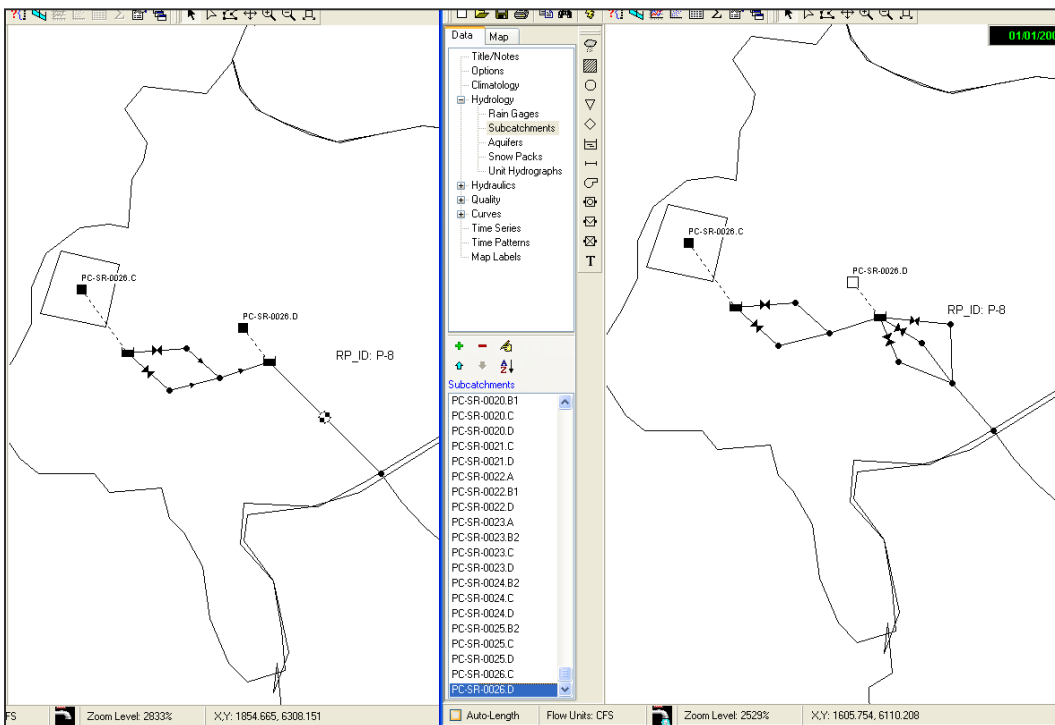 Data
Map
01/01/200
Title/Notes
Options
Climatology
Hydrology
Rain Gages
Subcatchments
Aquifers
Snow Packs
Unit Hydrographs
Hydraulics
Quality
Curves
Time Series
Time Patterns
Map Labels
T
PC-SR-0026.C
PC-SR-0026.D
RP_ID: P-8
PC-SR-0026.C
PC-SR-0026.D
RP_ID: P-8
Subcatchments
PC-SR-0020.B1
PC-SR-0020.C
PC-SR-0020.D
PC-SR-0021.C
PC-SR-0021.D
PC-SR-0022.A
PC-SR-0022.B1
PC-SR-0022.D
PC-SR-0023.A
PC-SR-0023.B2
PC-SR-0023.C
PC-SR-0023.D
PC-SR-0024.B2
PC-SR-0024.C
PC-SR-0024.D
PC-SR-0025.B2
PC-SR-0025.C
PC-SR-0025.D
PC-SR-0026.C
PC-SR-0026.D
FS
Zoom Level: 2833%
X,Y: 1854.665, 6308.151
Auto-Length
Flow Units: CFS
Zoom Level: 2529%
X,Y: 1605.754, 6110.208